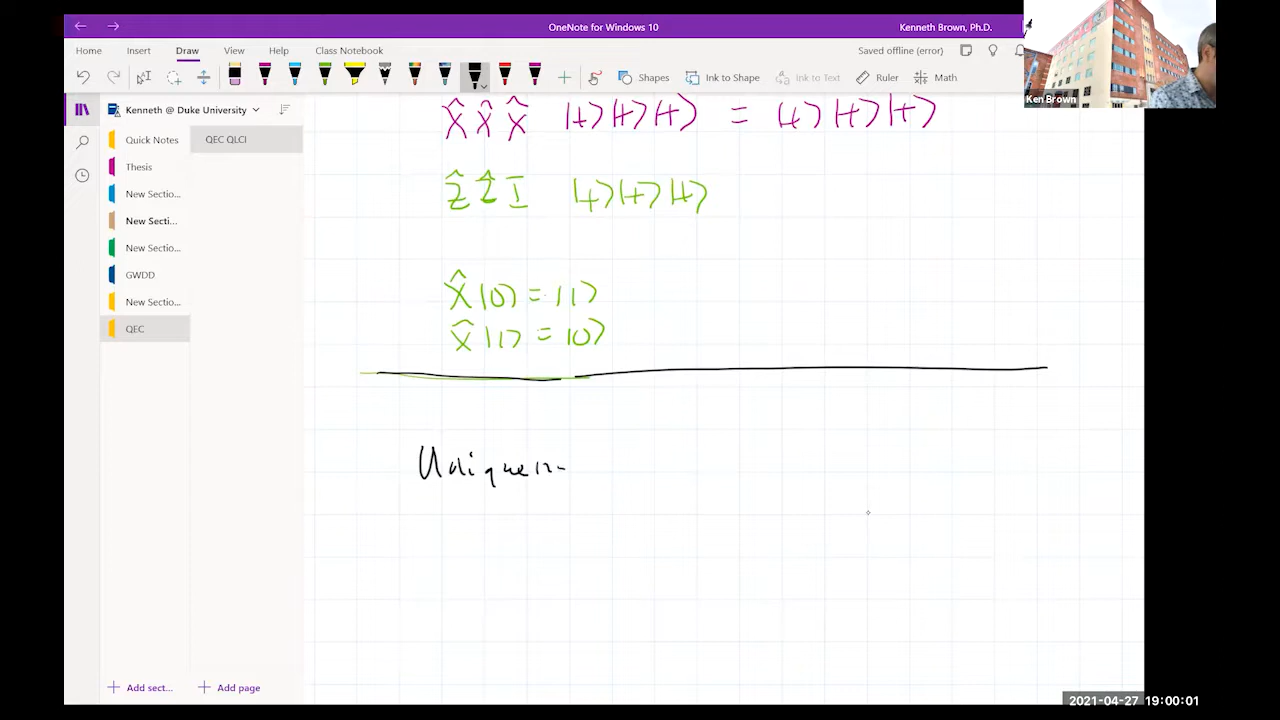 OneNote for Windows 10
Kenneth Brown, Ph.D.
Home Insert Draw View Help Class Notebook
Saved offline (error)
Shapes Ink to Shape Ink to Text Ruler Math
Ken Brown
Kenneth @ Duke University
Quick Notes
Thesis
New Sectio...
New Secti...
New Sectio...
GWDD
New Sectio...
QEC
QEC QLCI
X̂ X̂ X̂ |+⟩|+⟩|+⟩ = |+⟩|+⟩|+⟩
Ẑ Ẑ I |+⟩|+⟩|+⟩
X̂|0⟩ = |1⟩
X̂|1⟩ = |0⟩
+ Add sect...
+ Add page
2021-04-27 19:00:01